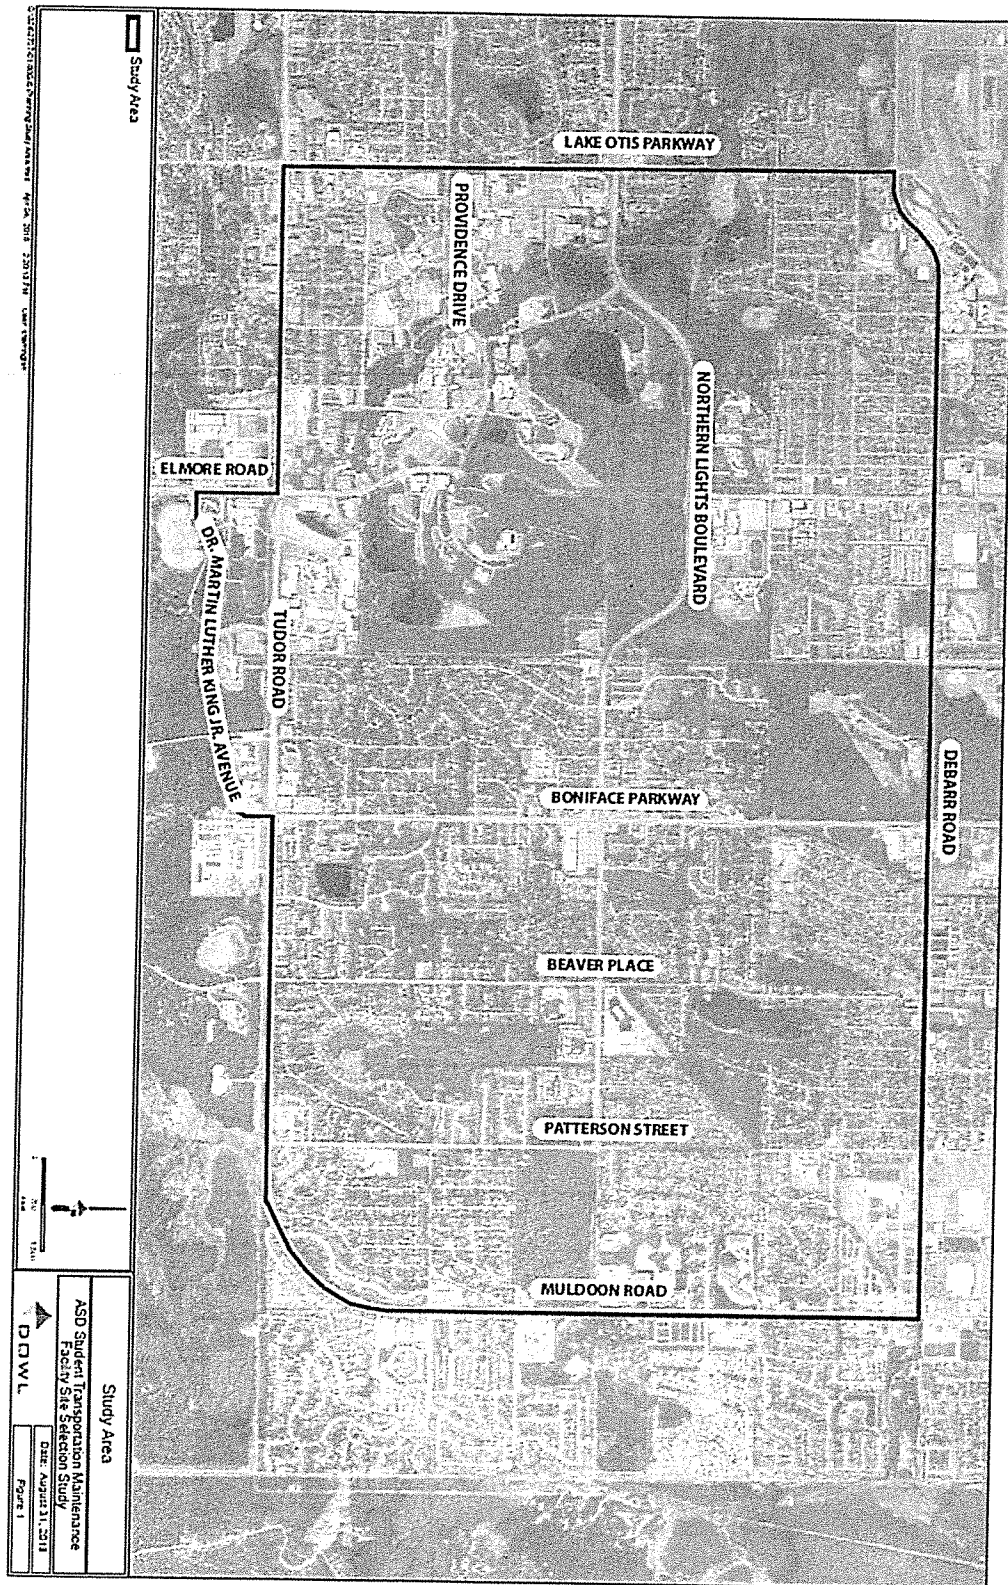 LAKE OTIS PARKWAY
PROVIDENCE DRIVE
NORTHERN LIGHTS BOULEVARD
ELMORE ROAD
DR. MARTIN LUTHER KING JR. AVENUE
TUDOR ROAD
DEBARR ROAD
BONIFACE PARKWAY
BEAVER PLACE
PATTERSON STREET
MULDOON ROAD
Study Area
Study Area
ASD Student Transportation Maintenance
Facility Site Selection Study
DOWL
Date: August 31, 2018
Figure 1